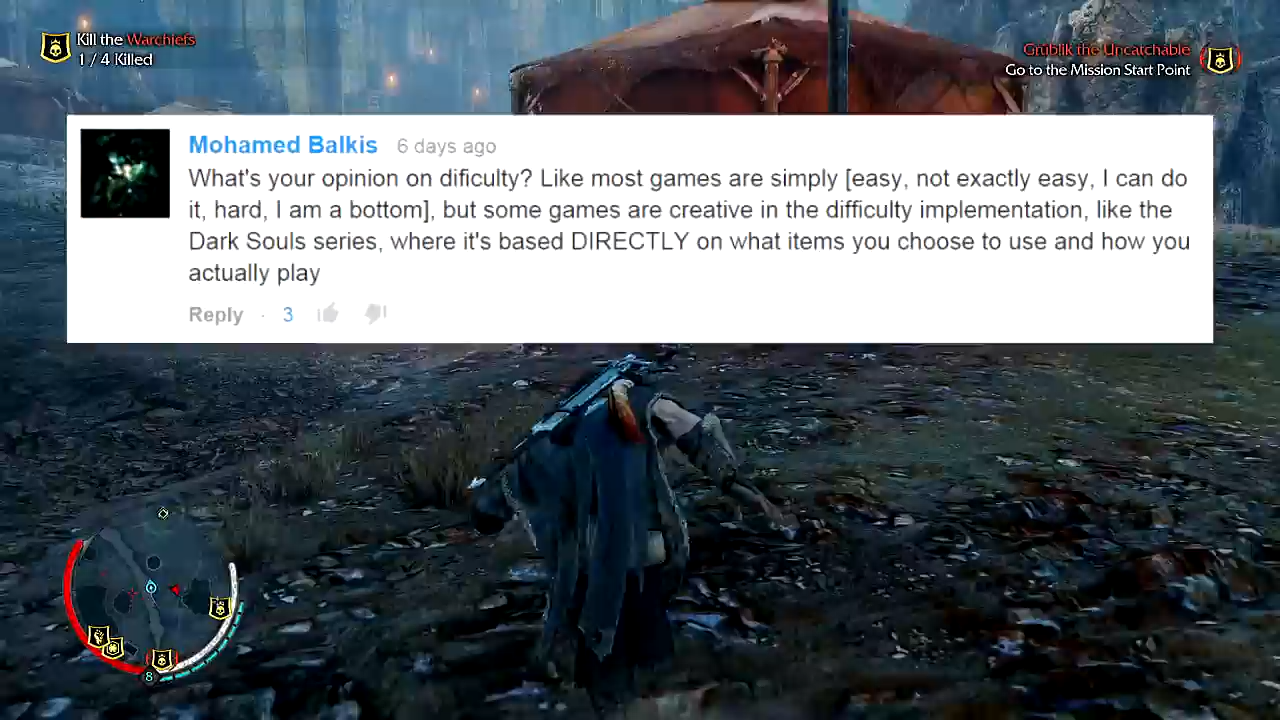 Kill the Warchiefs
1 / 4 Killed
Grublik the Uncatchable
Go to the Mission Start Point
Mohamed Balkis 6 days ago
What's your opinion on dificulty? Like most games are simply [easy, not exactly easy, I can do
it, hard, I am a bottom], but some games are creative in the difficulty implementation, like the
Dark Souls series, where it's based DIRECTLY on what items you choose to use and how you
actually play
Reply · 3
8